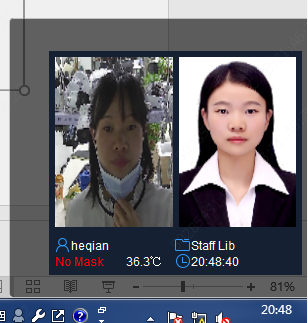 heqian
Staff Lib
No Mask
36.3℃
20:48:40
81%
20:48